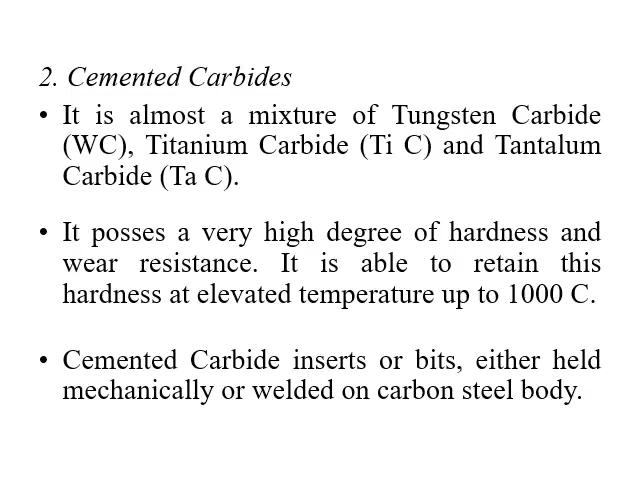 2. Cemented Carbides
• It is almost a mixture of Tungsten Carbide
(WC), Titanium Carbide (Ti C) and Tantalum
Carbide (Ta C).
• It posses a very high degree of hardness and
wear resistance. It is able to retain this
hardness at elevated temperature up to 1000 C.
• Cemented Carbide inserts or bits, either held
mechanically or welded on carbon steel body.